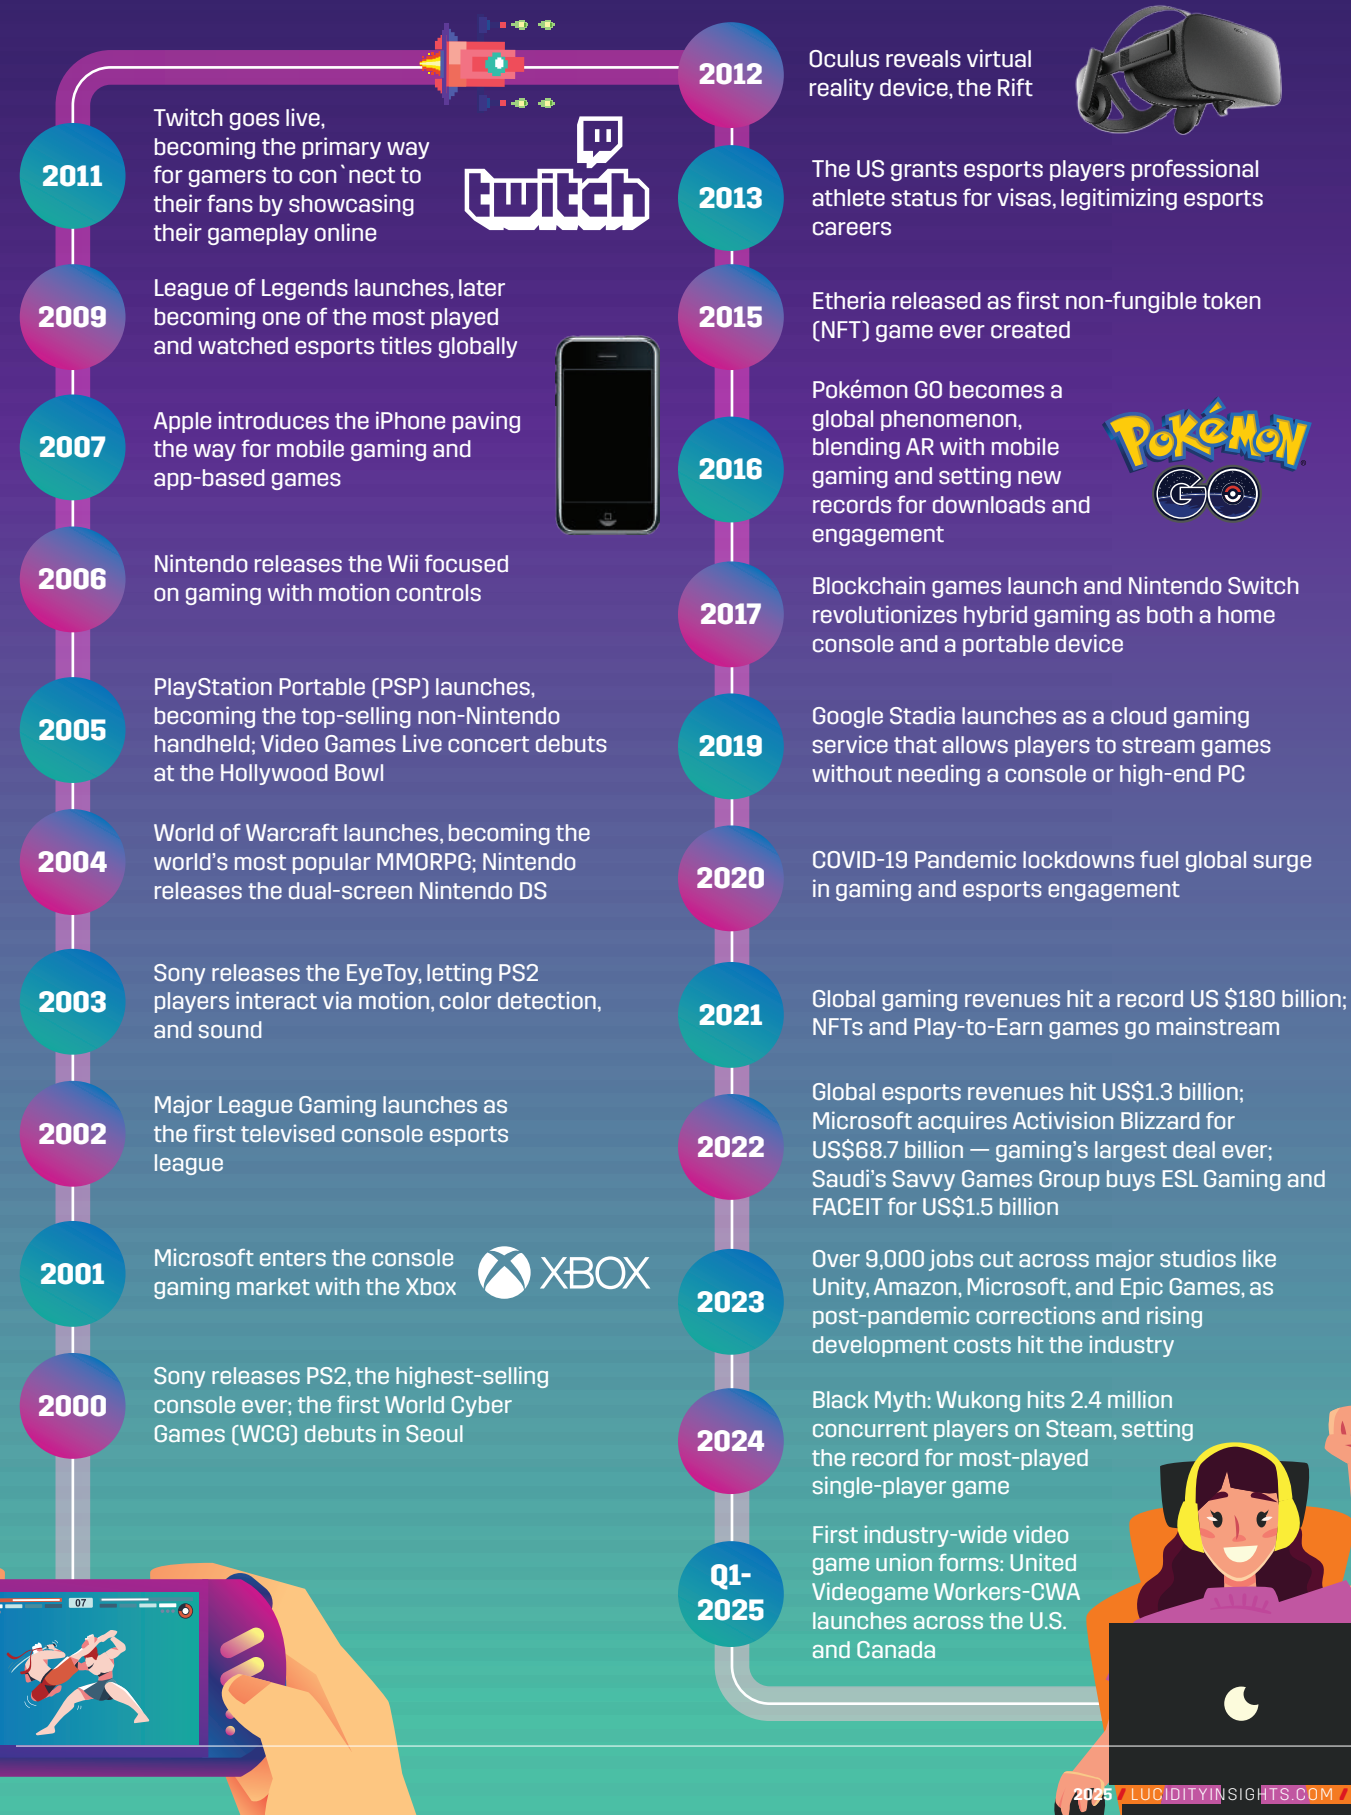 2011
Twitch goes live,
becoming the primary way
for gamers to con`nect to
their fans by showcasing
their gameplay online
twitch
2009
League of Legends launches, later
becoming one of the most played
and watched esports titles globally
2007
Apple introduces the iPhone paving
the way for mobile gaming and
app-based games
2006
Nintendo releases the Wii focused
on gaming with motion controls
2005
PlayStation Portable (PSP) launches,
becoming the top-selling non-Nintendo
handheld; Video Games Live concert debuts
at the Hollywood Bowl
2004
World of Warcraft launches, becoming the
world's most popular MMORPG; Nintendo
releases the dual-screen Nintendo DS
2003
Sony releases the EyeToy, letting PS2
players interact via motion, color detection,
and sound
2002
Major League Gaming launches as
the first televised console esports
league
2001
Microsoft enters the console
gaming market with the Xbox
XBOX
2000
Sony releases PS2, the highest-selling
console ever; the first World Cyber
Games (WCG) debuts in Seoul
07
2012
Oculus reveals virtual
reality device, the Rift
2013
The US grants esports players professional
athlete status for visas, legitimizing esports
careers
2015
Etheria released as first non-fungible token
(NFT) game ever created
2016
Pokémon GO becomes a
global phenomenon,
blending AR with mobile
gaming and setting new
records for downloads and
engagement
POKéMON
GO
2017
Blockchain games launch and Nintendo Switch
revolutionizes hybrid gaming as both a home
console and a portable device
2019
Google Stadia launches as a cloud gaming
service that allows players to stream games
without needing a console or high-end PC
2020
COVID-19 Pandemic lockdowns fuel global surge
in gaming and esports engagement
2021
Global gaming revenues hit a record US $180 billion;
NFTs and Play-to-Earn games go mainstream
2022
Global esports revenues hit US$1.3 billion;
Microsoft acquires Activision Blizzard for
US$68.7 billion — gaming's largest deal ever;
Saudi's Savvy Games Group buys ESL Gaming and
FACEIT for US$1.5 billion
2023
Over 9,000 jobs cut across major studios like
Unity, Amazon, Microsoft, and Epic Games, as
post-pandemic corrections and rising
development costs hit the industry
2024
Black Myth: Wukong hits 2.4 million
concurrent players on Steam, setting
the record for most-played
single-player game
Q1-
2025
First industry-wide video
game union forms: United
Videogame Workers-CWA
launches across the U.S.
and Canada
2025 / LUCIDITYINSIGHTS.COM /